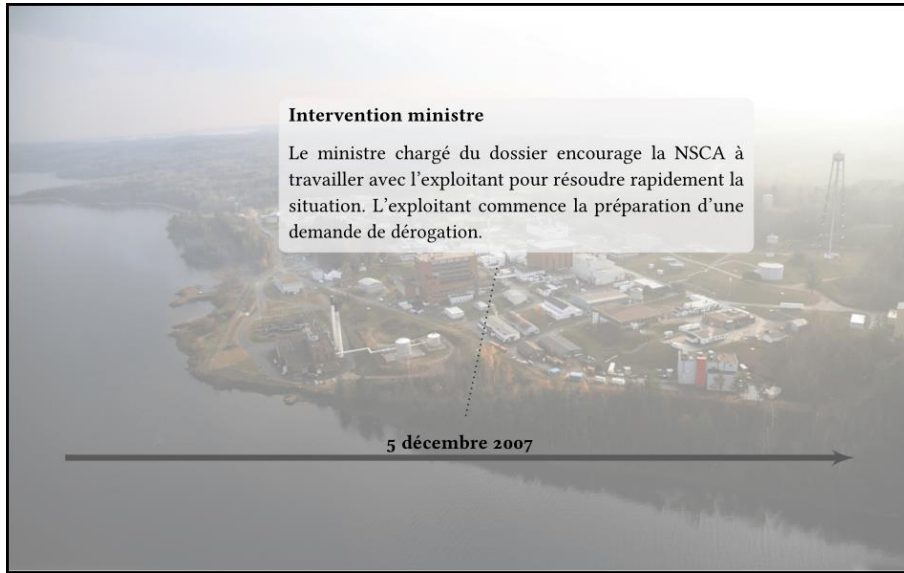 Intervention ministre
Le ministre chargé du dossier encourage la NSCA à
travailler avec l'exploitant pour résoudre rapidement la
situation. L'exploitant commence la préparation d'une
demande de dérogation.
5 décembre 2007